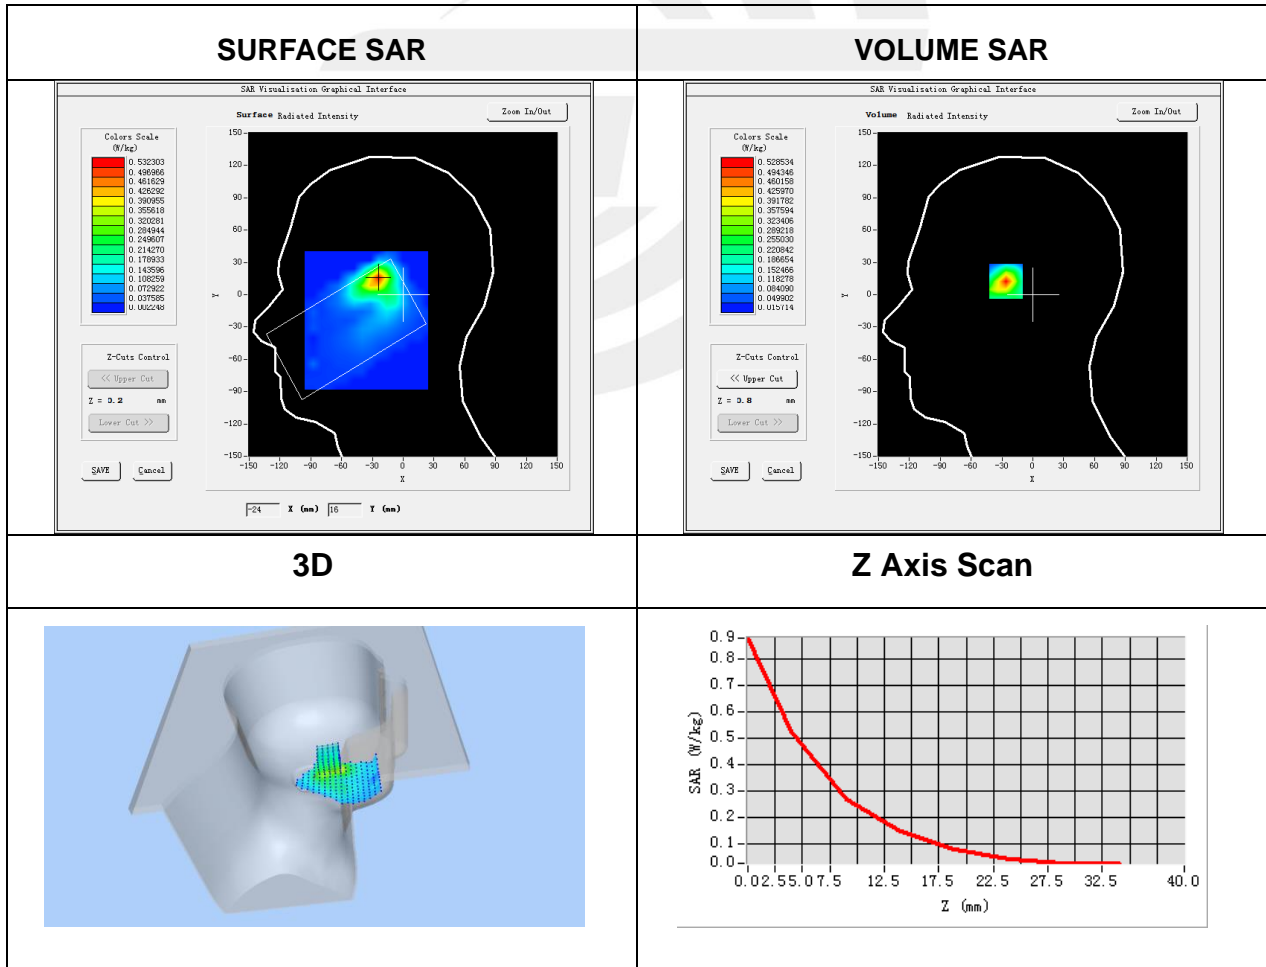 SURFACE SAR
VOLUME SAR
SAR Visualisation Graphical Interface
Surface Radiated Intensity
Zoom In/Out
Colors Scale
(W/kg)
0.532303
0.496966
0.461629
0.426292
0.390955
0.355618
0.320281
0.284944
0.249607
0.214270
0.178933
0.143596
0.108259
0.072922
0.037585
0.002248
Z-Cuts Control
<< Upper Cut
Z = 0.2 mm
Lower Cut >>
SAVE Cancel
150
120
90
60
30
0
-30
-60
-90
-120
-150
Y
-150 -120 -90 -60 -30 0 30 60 90 120 150
X
-24 X (mm) 16 Y (mm)
SAR Visualisation Graphical Interface
Volume Radiated Intensity
Zoom In/Out
Colors Scale
(W/kg)
0.528534
0.494346
0.460158
0.425970
0.391782
0.357594
0.323406
0.289218
0.255030
0.220842
0.186654
0.152466
0.118278
0.084090
0.049902
0.015714
Z-Cuts Control
<< Upper Cut
Z = 0.8 mm
Lower Cut >>
SAVE Cancel
150
120
90
60
30
0
-30
-60
-90
-120
-150
Y
-150 -120 -90 -60 -30 0 30 60 90 120 150
X
3D
Z Axis Scan
0.9
0.8
0.7
0.6
0.5
0.4
0.3
0.2
0.1
0.0
SAR (W/kg)
0.0 2.5 5.0 7.5 12.5 17.5 22.5 27.5 32.5 40.0
Z (mm)